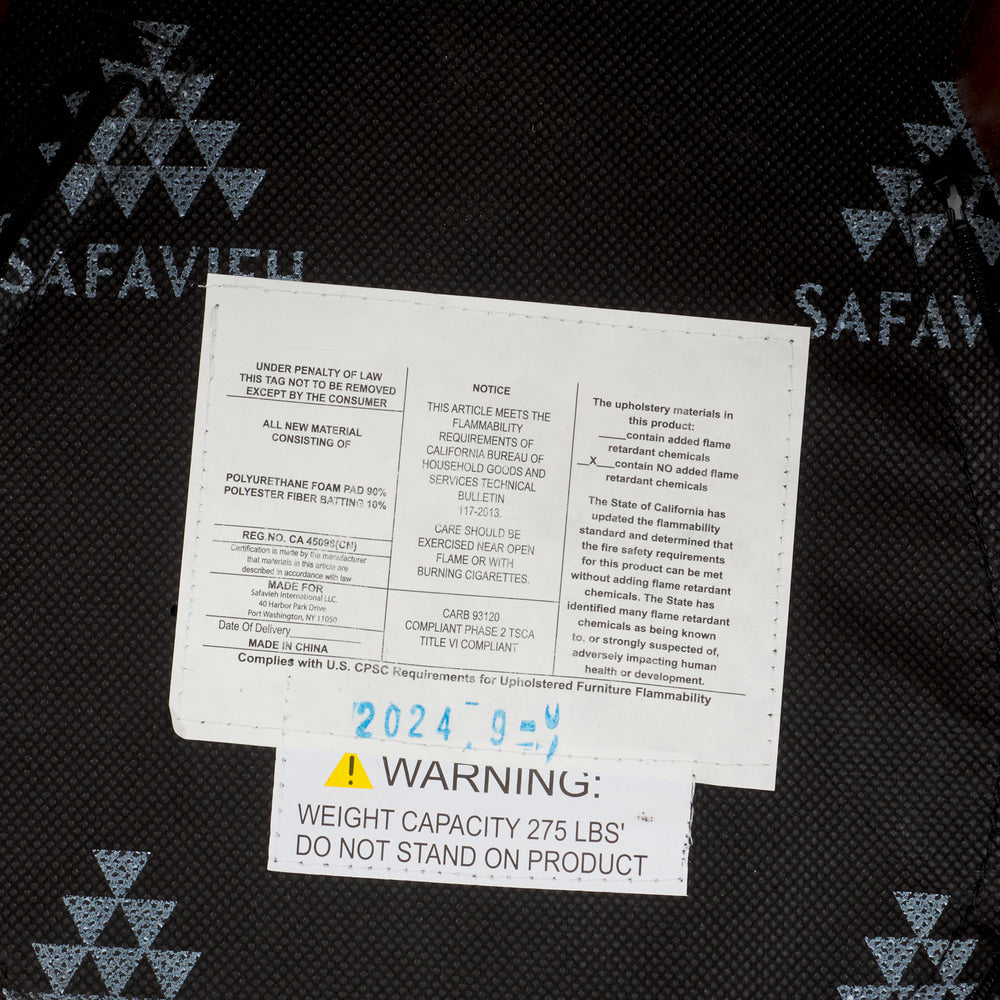 SAFAVIEH
SAFAV
UNDER PENALTY OF LAW
THIS TAG NOT TO BE REMOVED
EXCEPT BY THE CONSUMER
ALL NEW MATERIAL
CONSISTING OF
POLYURETHANE FOAM PAD 90%
POLYESTER FIBER BATTING 10%
REG.NO. CA 45098(CN)
Certification is made by the manufacturer
that materials in this article are
described in accordance with law
MADE FOR
Safavieh International LLC.
40 Harbor Park Drive
Port Washington, NY 11050
Date Of Delivery
MADE IN CHINA
NOTICE
THIS ARTICLE MEETS THE
FLAMMABILITY
REQUIREMENTS OF
CALIFORNIA BUREAU OF
HOUSEHOLD GOODS AND
SERVICES TECHNICAL
BULLETIN
117-2013.
CARE SHOULD BE
EXERCISED NEAR OPEN
FLAME OR WITH
BURNING CIGARETTES.
CARB 93120
COMPLIANT PHASE 2 TSCA
TITLE VI COMPLIANT
The upholstery materials in
this product:
____contain added flame
retardant chemicals
__X__contain NO added flame
retardant chemicals
The State of California has
updated the flammability
standard and determined that
the fire safety requirements
for this product can be met
without adding flame retardant
chemicals. The State has
identified many flame retardant
chemicals as being known
to, or strongly suspected of,
adversely impacting human
health or development.
Complies with U.S. CPSC Requirements for Upholstered Furniture Flammability
2024 - 9 -
WARNING:
WEIGHT CAPACITY 275 LBS'
DO NOT STAND ON PRODUCT